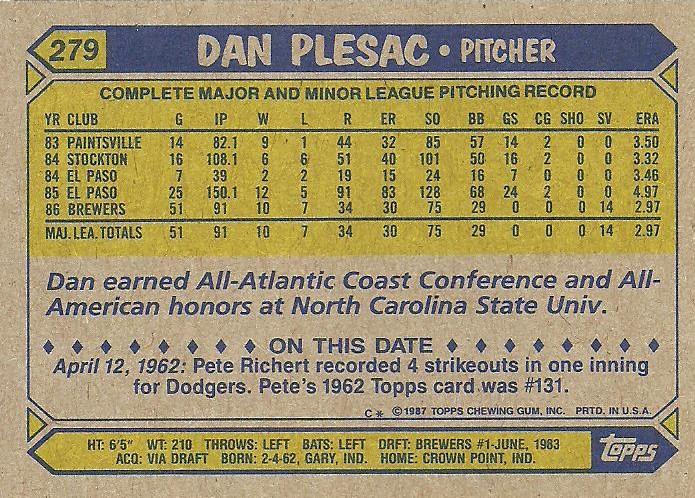 279 DAN PLESAC • PITCHER
COMPLETE MAJOR AND MINOR LEAGUE PITCHING RECORD
YR CLUB G IP W L R ER SO BB GS CG SHO SV ERA
83 PAINTSVILLE 14 82.1 9 1 44 32 85 57 14 2 0 0 3.50
84 STOCKTON 16 108.1 6 6 51 40 101 50 16 2 0 0 3.32
84 EL PASO 7 39 2 2 19 15 24 16 7 0 0 0 3.46
85 EL PASO 25 150.1 12 5 91 83 128 68 24 2 0 0 4.97
86 BREWERS 51 91 10 7 34 30 75 29 0 0 0 14 2.97
MAJ. LEA. TOTALS 51 91 10 7 34 30 75 29 0 0 0 14 2.97
Dan earned All-Atlantic Coast Conference and All-
American honors at North Carolina State Univ.
♦ ♦ ♦ ♦ ♦ ♦ ♦ ♦ ON THIS DATE ♦ ♦ ♦ ♦ ♦ ♦ ♦ ♦
April 12, 1962: Pete Richert recorded 4 strikeouts in one inning
for Dodgers. Pete's 1962 Topps card was #131.
C* ©1987 TOPPS CHEWING GUM, INC. PRTD. IN U.S.A.
HT: 6'5" WT: 210 THROWS: LEFT BATS: LEFT DRFT: BREWERS #1-JUNE, 1983
ACQ: VIA DRAFT BORN: 2-4-62, GARY, IND. HOME: CROWN POINT, IND.
topps